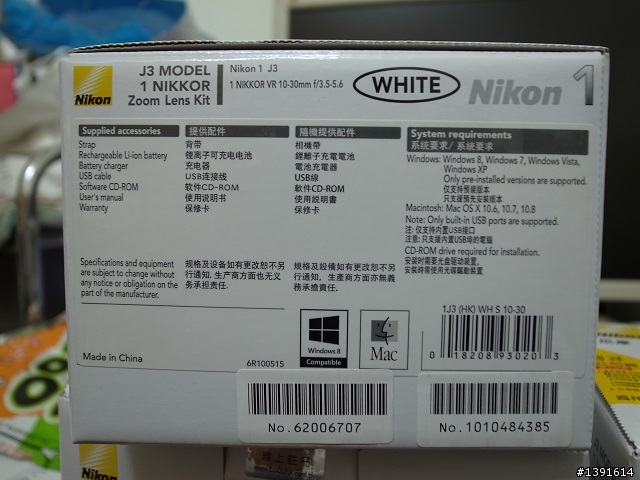 Nikon
J3 MODEL
1 NIKKOR
Zoom Lens Kit
Nikon 1 J3
1 NIKKOR VR 10-30mm f/3.5-5.6
WHITE
Nikon 1
Supplied accessories
Strap
Rechargeable Li-ion battery
Battery charger
USB cable
Software CD-ROM
User's manual
Warranty
提供配件
背带
锂离子可充电电池
充电器
USB连接线
软件CD-ROM
使用说明书
保修卡
隨機提供配件
相機帶
鋰離子充電電池
電池充電器
USB線
軟件CD-ROM
使用説明書
保修卡
System requirements
系统要求/ 系統要求
Windows: Windows 8, Windows 7, Windows Vista,
Windows XP
Only pre-installed versions are supported.
仅支持预装版本
只支援預先安裝版本
Macintosh: Mac OS X 10.6, 10.7, 10.8
Note: Only built-in USB ports are supported.
注: 仅支持内置USB接口
注意: 只支援內置USB埠的電腦
CD-ROM drive required for installation.
安装时需要光盘驱动装置。
安裝時需使用光碟驅動裝置
Specifications and equipment
are subject to change without
any notice or obligation on the
part of the manufacturer.
规格及设备如有更改恕不另
行通知, 生产商方面也无义
务承担责任.
規格及設備如有更改恕不另
行通知, 生產商方面亦無義
務承擔責任.
Made in China
6R100515
Windows 8
Compatible
Mac
1J3 (HK) WH S 10-30
0 18208 93020 3
No.62006707
No.1010484385
Nikon
#1391614